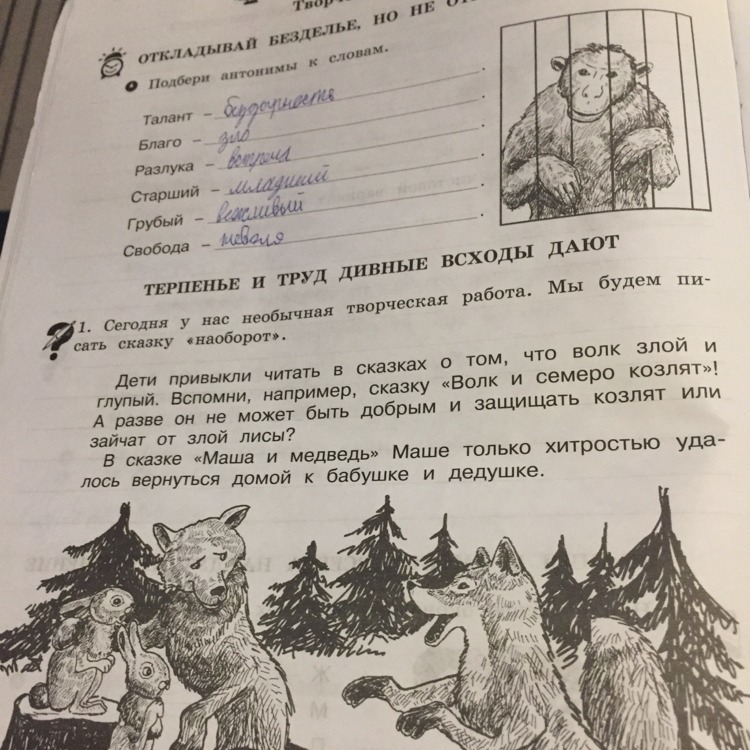 ОТКЛАДЫВАЙ БЕЗДЕЛЬЕ, НО НЕ
Подбери антонимы к словам.
Талант – бездарность.
Благо – зло.
Разлука – встреча.
Старший – младший.
Грубый – вежливый.
Свобода – неволя.
ТЕРПЕНЬЕ И ТРУД ДИВНЫЕ ВСХОДЫ ДАЮТ
1. Сегодня у нас необычная творческая работа. Мы будем пи-
сать сказку «наоборот».
Дети привыкли читать в сказках о том, что волк злой и
глупый. Вспомни, например, сказку «Волк и семеро козлят»!
А разве он не может быть добрым и защищать козлят или
зайчат от злой лисы?
В сказке «Маша и медведь» Маше только хитростью уда-
лось вернуться домой к бабушке и дедушке.